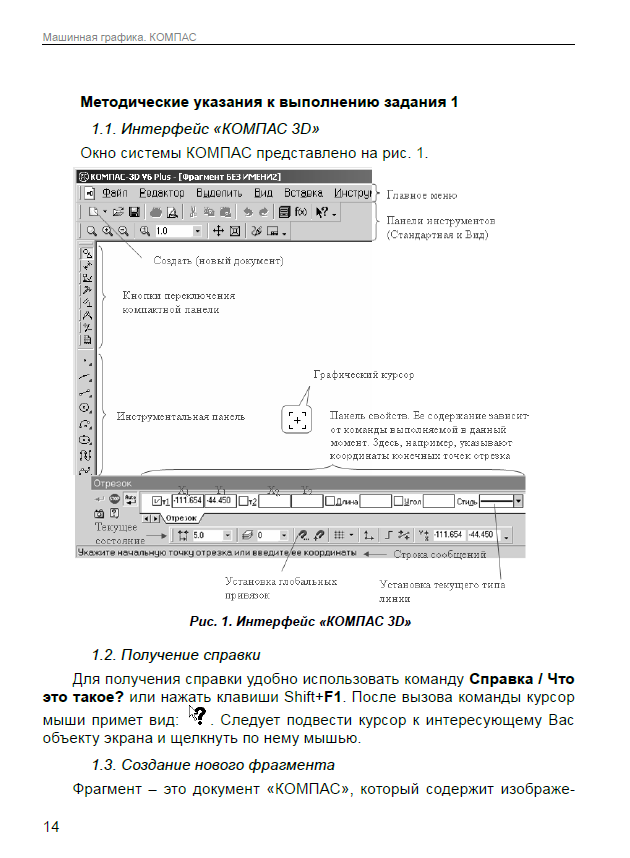 Машинная графика. КОМПАС
Методические указания к выполнению задания 1
1.1. Интерфейс «КОМПАС 3D»
Окно системы КОМПАС представлено на рис. 1.
КОМПАС-3D V6 Plus - [Фрагмент БЕЗ ИМЕНИ2]
Файл Редактор Выделить Вид Вставка Инстру
Главное меню
Панели инструментов
(Стандартная и Вид)
1.0
Создать (новый документ)
Кнопки переключения
компактной панели
Графический курсор
Инструментальная панель
Панель свойств. Ее содержание зависит
от команды выполняемой в данный
момент. Здесь, например, указывают
координаты конечных точек отрезка
Отрезок
X1 Y1 X2 Y2
т1 -111.654 -44.450 т2 Длина Угол Стиль
Отрезок
Текущее
состояние
5.0 0 -111.654 -44.450
Укажите начальную точку отрезка или введите ее координаты
Строка сообщений
Установка глобальных
привязок
Установка текущего типа
линии
Рис. 1. Интерфейс «КОМПАС 3D»
1.2. Получение справки
Для получения справки удобно использовать команду Справка / Что
это такое? или нажать клавиши Shift+F1. После вызова команды курсор
мыши примет вид: ? . Следует подвести курсор к интересующему Вас
объекту экрана и щелкнуть по нему мышью.
1.3. Создание нового фрагмента
Фрагмент – это документ «КОМПАС», который содержит изображе-
14